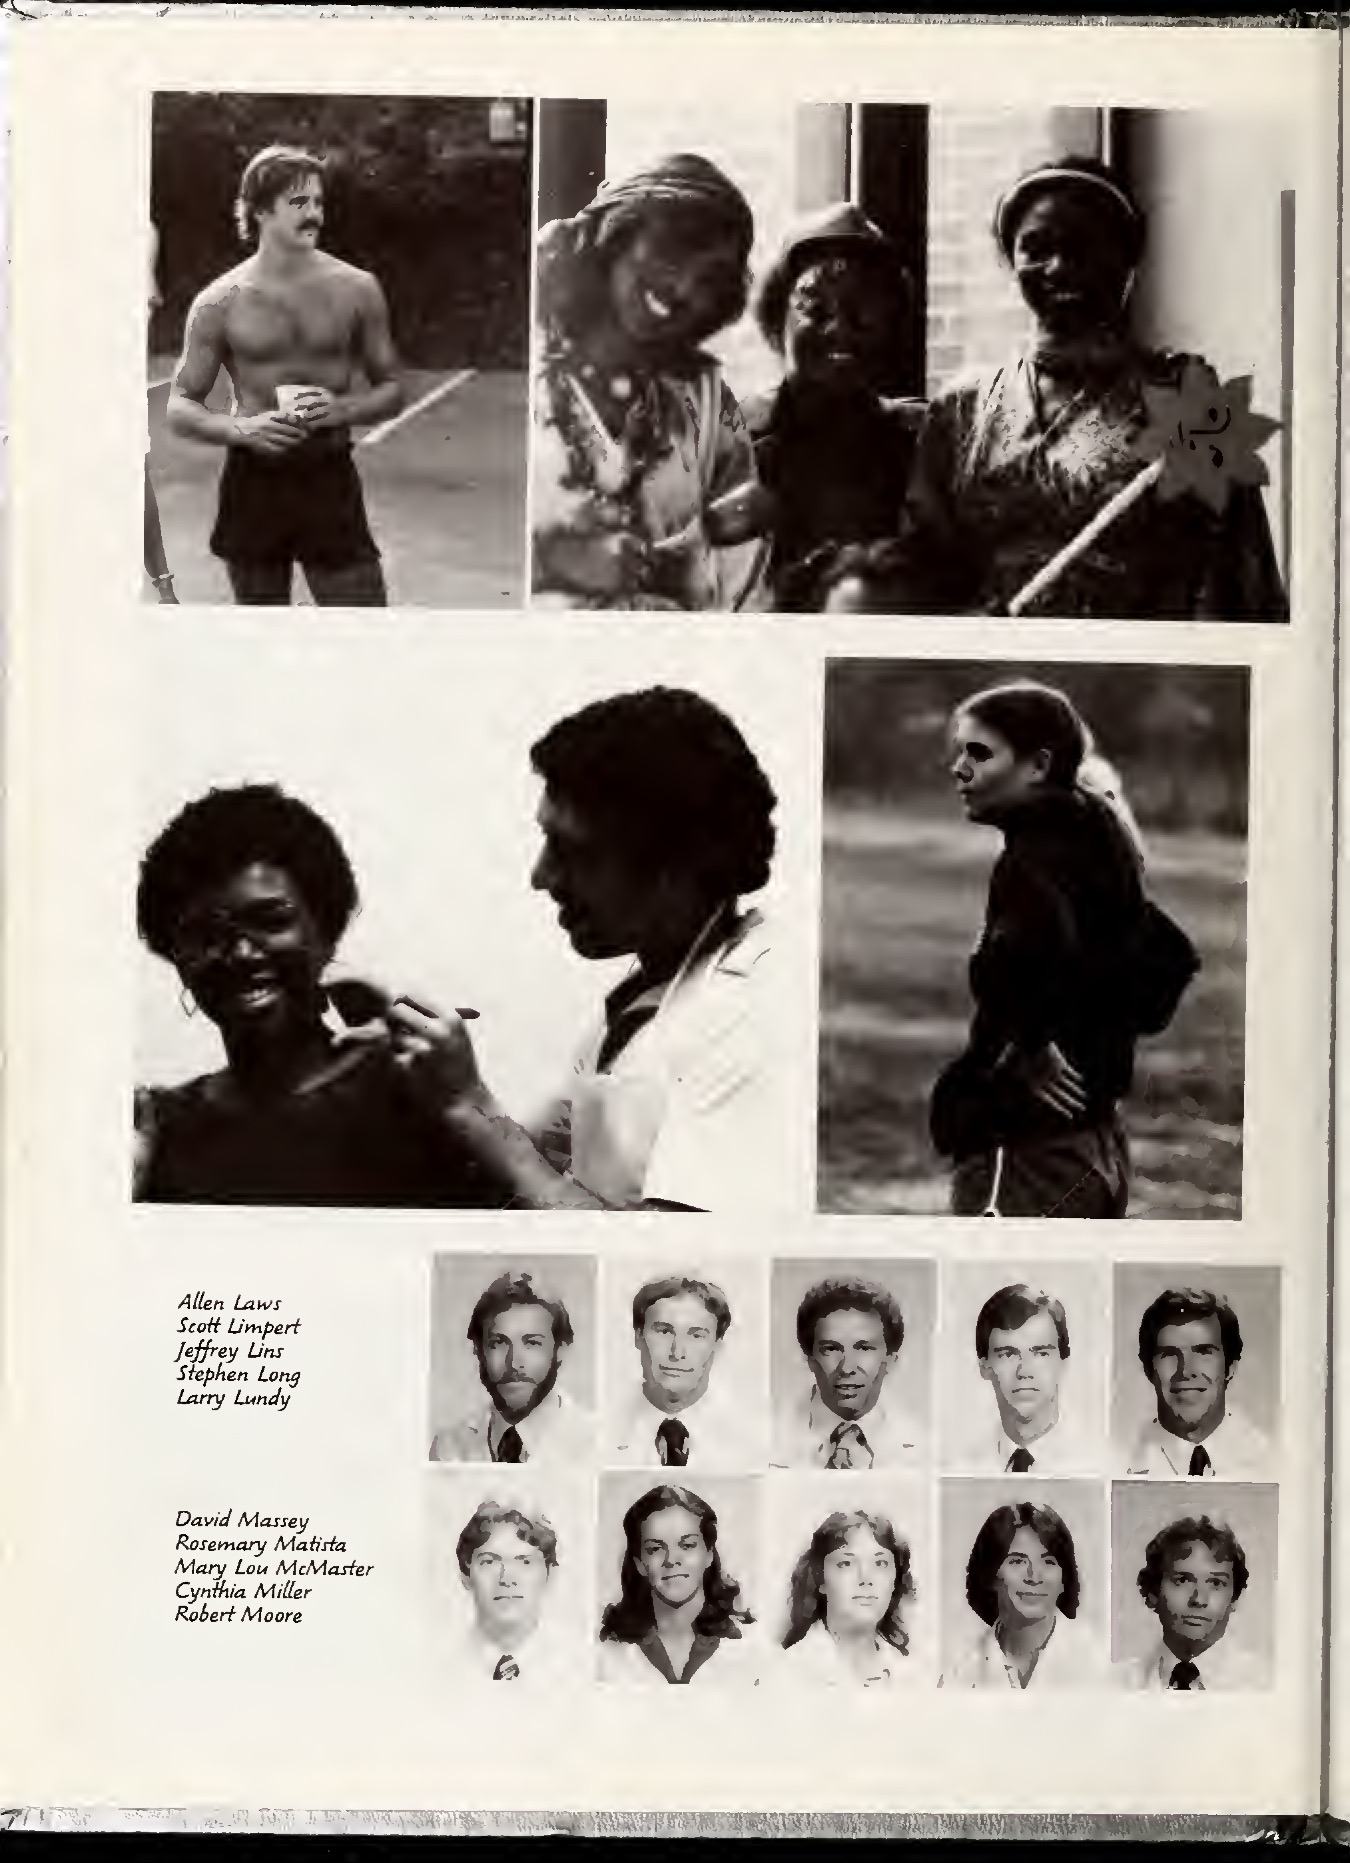 Allen Laws
Scott Limpert
Jeffrey Lins
Stephen Long
Larry Lundy
David Massey
Rosemary Matista
Mary Lou McMaster
Cynthia Miller
Robert Moore